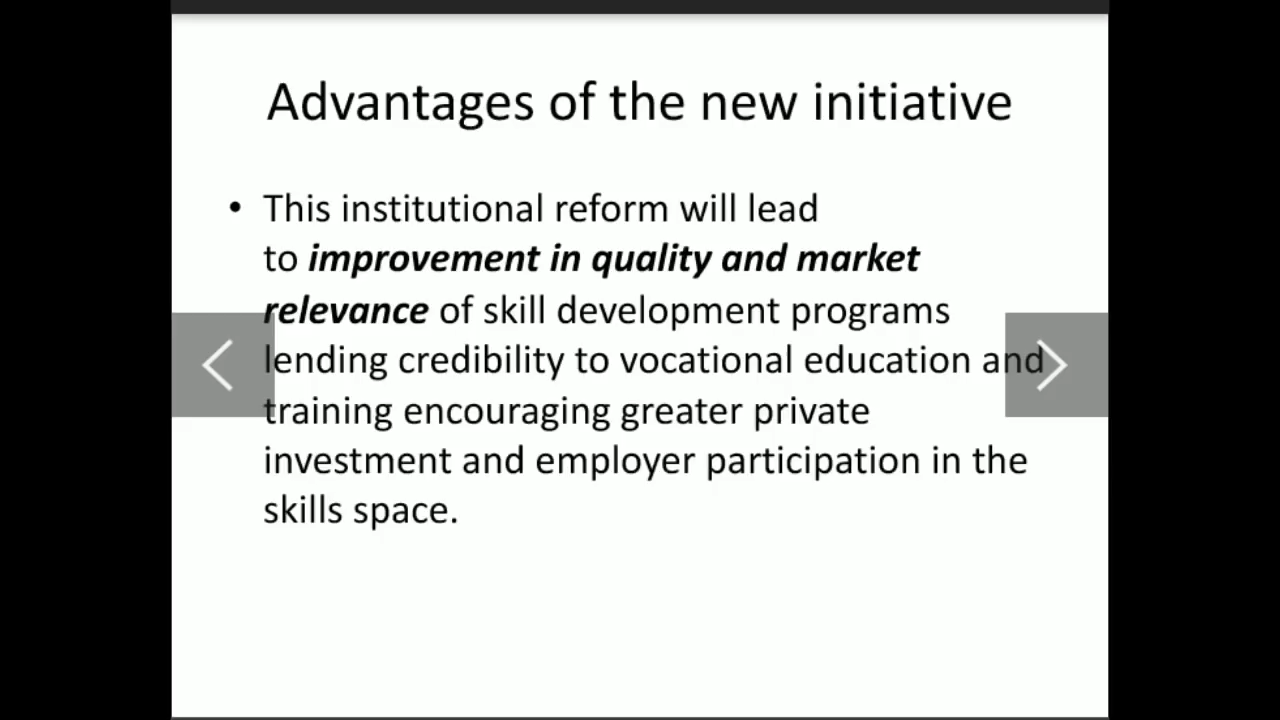 Advantages of the new initiative
• This institutional reform will lead
to improvement in quality and market
relevance of skill development programs
lending credibility to vocational education and
training encouraging greater private
investment and employer participation in the
skills space.